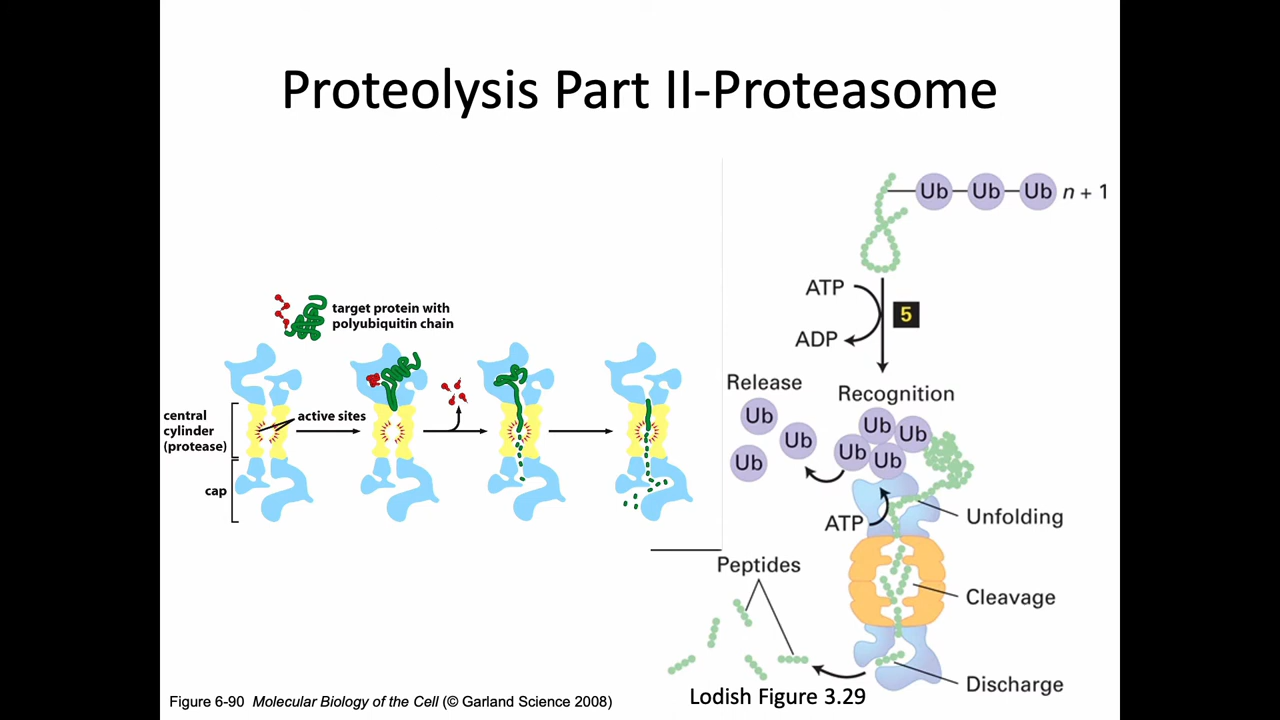 Proteolysis Part II-Proteasome
target protein with
polyubiquitin chain
central
cylinder
(protease)
active sites
cap
Figure 6-90 Molecular Biology of the Cell (© Garland Science 2008)
Ub Ub Ub n + 1
ATP
5
ADP
Release
Recognition
Ub
Ub
Ub
Ub
Ub
Ub
Ub
ATP
Unfolding
Peptides
Cleavage
Discharge
Lodish Figure 3.29